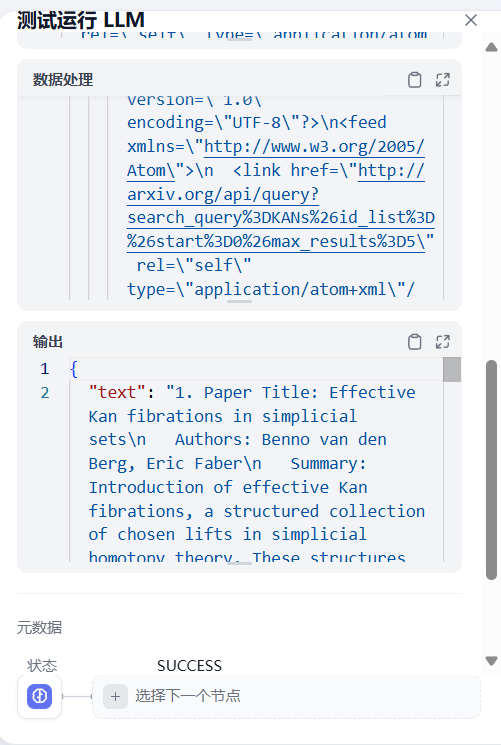 测试运行 LLM
rel=\"self\" type=\"application/atom
数据处理
version=\"1.0\"
encoding=\"UTF-8\"?>\n<feed
xmlns=\"http://www.w3.org/2005/
Atom\">\n  <link href=\"http://
arxiv.org/api/query?
search_query%3DKANs%26id_list%3D
%26start%3D0%26max_results%3D5\"
rel=\"self\"
type=\"application/atom+xml\"/
输出
1 {
2 "text": "1. Paper Title: Effective
Kan fibrations in simplicial
sets\n   Authors: Benno van den
Berg, Eric Faber\n   Summary:
Introduction of effective Kan
fibrations, a structured collection
of chosen lifts in simplicial
homotopy theory. These structures
元数据
状态 SUCCESS
选择下一个节点